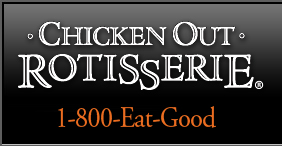 · CHICKEN OUT ·
ROTISSERIE®
1-800-Eat-Good